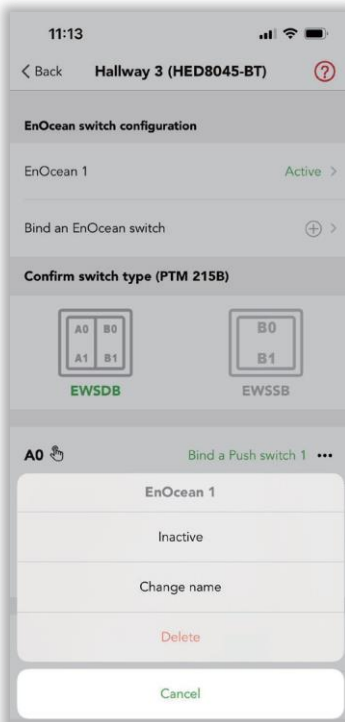 11:13
Back Hallway 3 (HED8045-BT) ?
EnOcean switch configuration
EnOcean 1 Active
Bind an EnOcean switch
Confirm switch type (PTM 215B)
A0 B0
A1 B1
EWSDB
B0
B1
EWSSB
A0 Bind a Push switch 1 •••
EnOcean 1
Inactive
Change name
Delete
Cancel